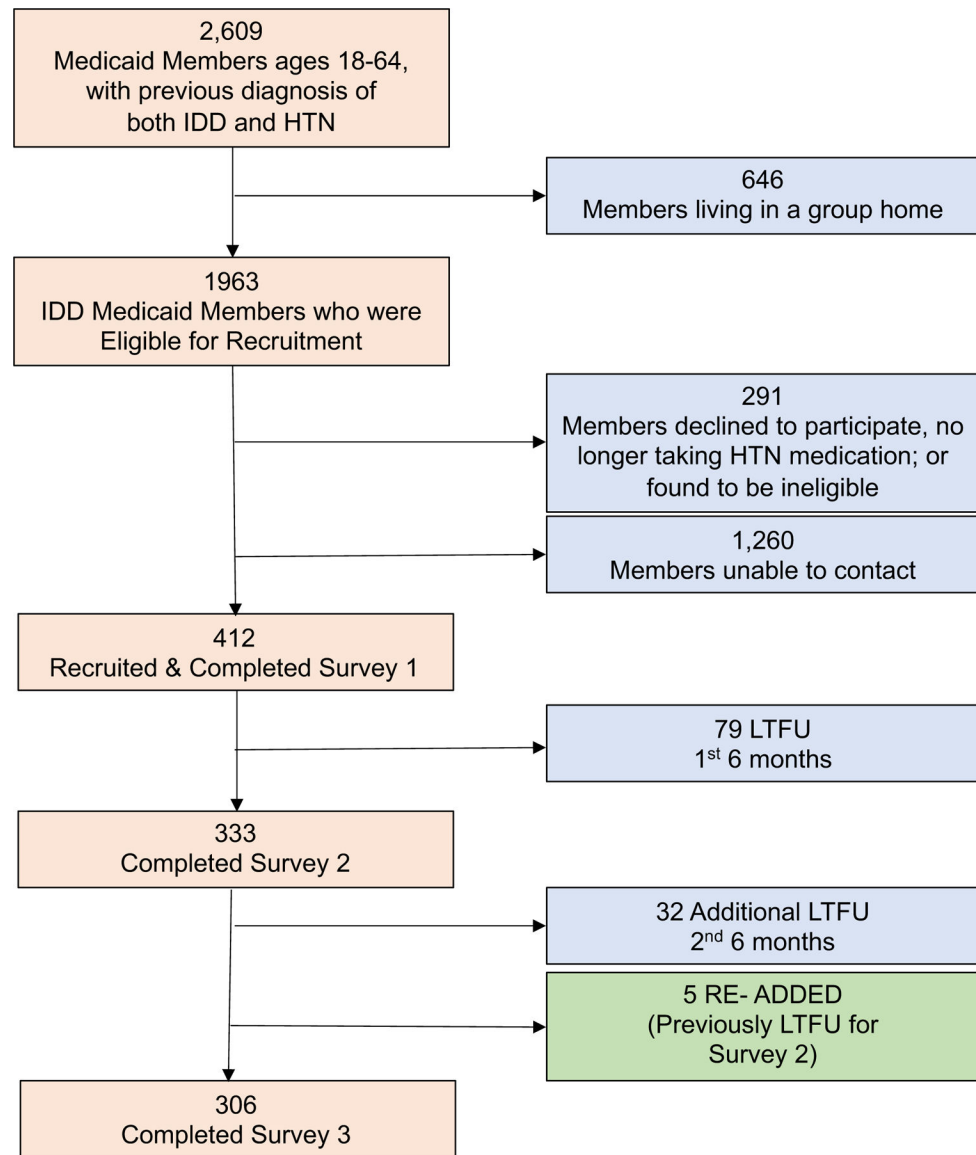 2,609
Medicaid Members ages 18-64,
with previous diagnosis of
both IDD and HTN
646
Members living in a group home
1963
IDD Medicaid Members who were
Eligible for Recruitment
291
Members declined to participate, no
longer taking HTN medication; or
found to be ineligible
1,260
Members unable to contact
412
Recruited & Completed Survey 1
79 LTFU
1st 6 months
333
Completed Survey 2
32 Additional LTFU
2nd 6 months
5 RE- ADDED
(Previously LTFU for
Survey 2)
306
Completed Survey 3